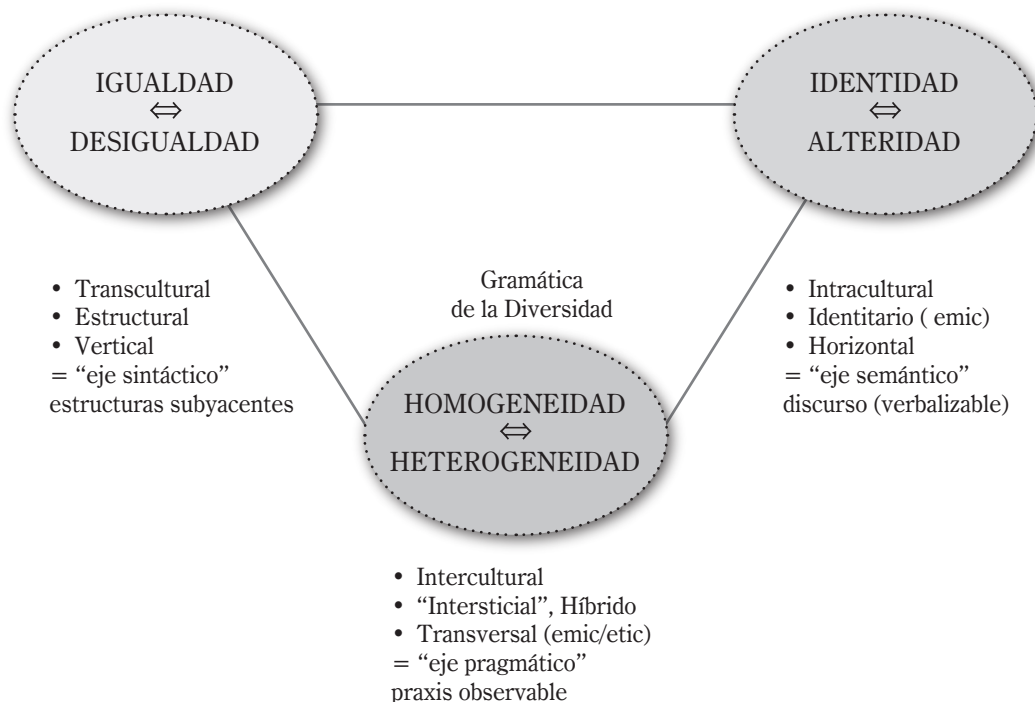 IGUALDAD
⇔
DESIGUALDAD
IDENTIDAD
⇔
ALTERIDAD
• Transcultural
• Estructural
• Vertical
= “eje sintáctico”
estructuras subyacentes
Gramática
de la Diversidad
• Intracultural
• Identitario ( emic)
• Horizontal
= “eje semántico”
discurso (verbalizable)
HOMOGENEIDAD
⇔
HETEROGENEIDAD
• Intercultural
• “Intersticial”, Híbrido
• Transversal (emic/etic)
= “eje pragmático”
praxis observable